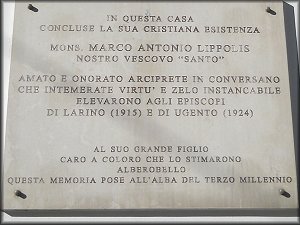 IN QUESTA CASA
CONCLUSE LA SUA CRISTIANA ESISTENZA
MONS. MARCO ANTONIO LIPPOLIS
NOSTRO VESCOVO "SANTO"
AMATO E ONORATO ARCIPRETE IN CONVERSANO
CHE INTEMERATE VIRTU' E ZELO INSTANCABILE
ELEVARONO AGLI EPISCOPI
DI LARINO (1915) E DI UGENTO (1924)
AL SUO GRANDE FIGLIO
CARO A COLORO CHE LO STIMARONO
ALBEROBELLO
QUESTA MEMORIA POSE ALL'ALBA DEL TERZO MILLENNIO